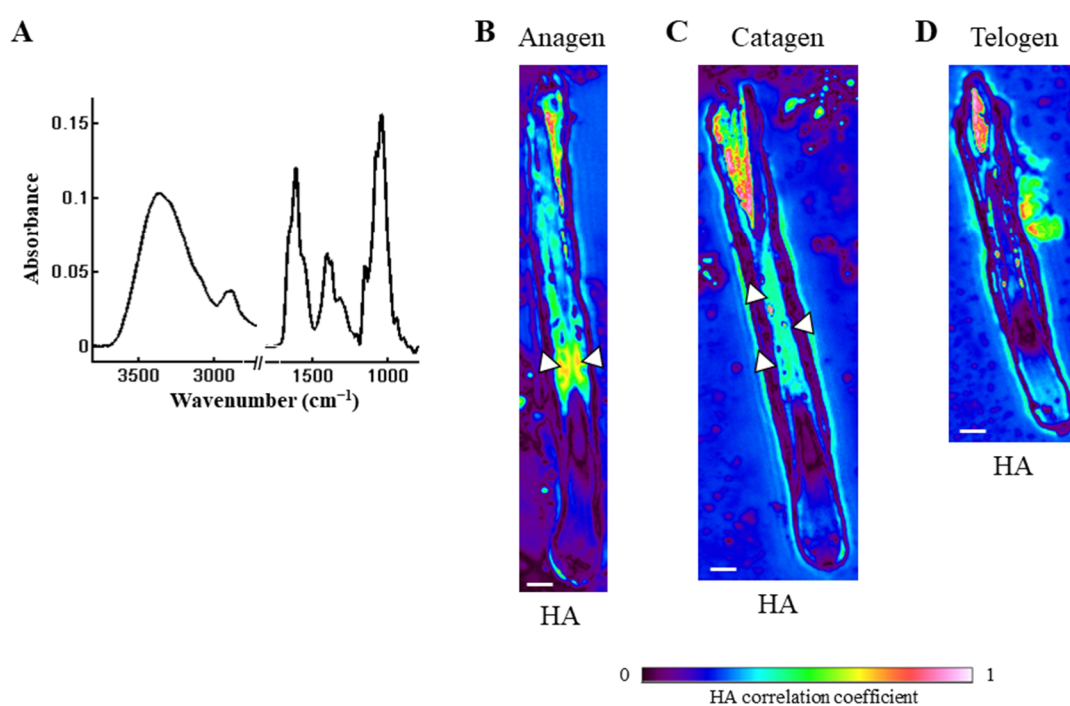 A
B Anagen
C Catagen
D Telogen
0.15
0.1
0.05
0
Absorbance
3500 3000 1500 1000
Wavenumber (cm⁻¹)
HA
HA
HA
0 1
HA correlation coefficient